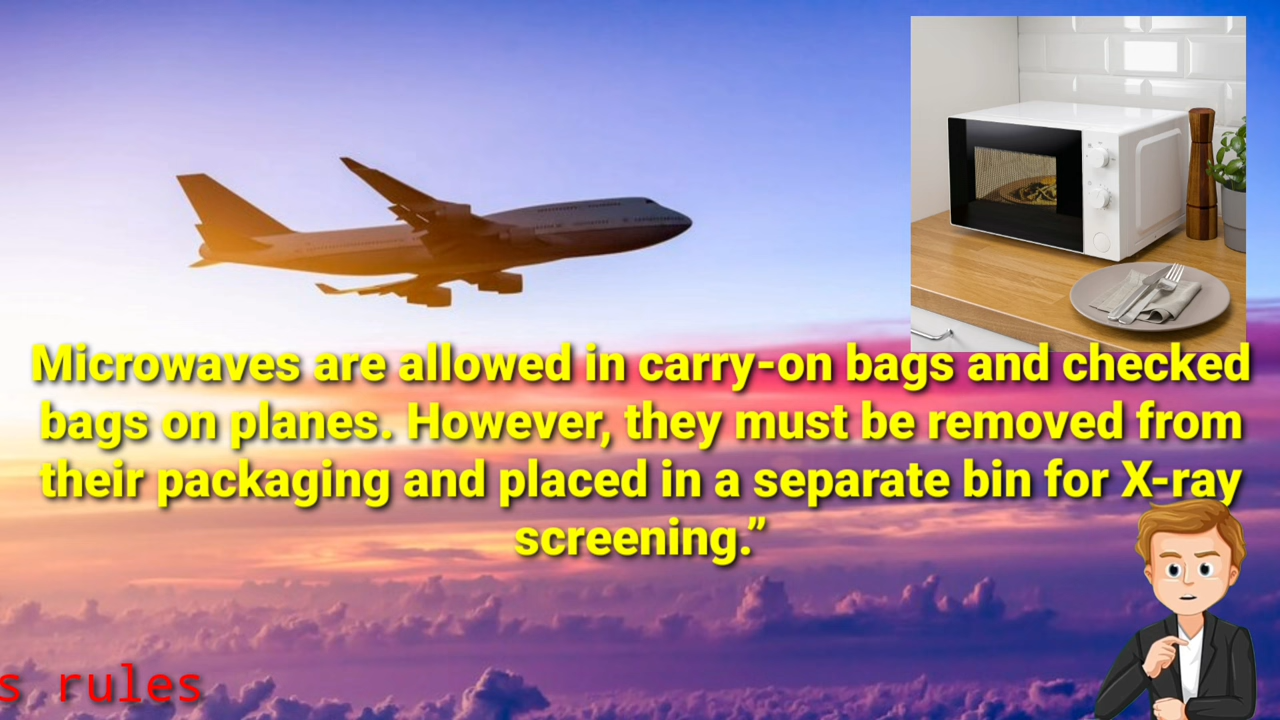 Microwaves are allowed in carry-on bags and checked
bags on planes. However, they must be removed from
their packaging and placed in a separate bin for X-ray
screening.”
s rules